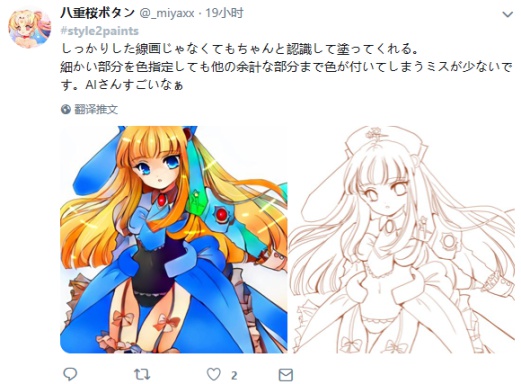 八重桜ボタン @_miyaxx · 19小时
#style2paints
しっかりした線画じゃなくてもちゃんと認識して塗ってくれる。
細かい部分を色指定しても他の余計な部分まで色が付いてしまうミスが少ないで
す。AIさんすごいなぁ
翻译推文
2